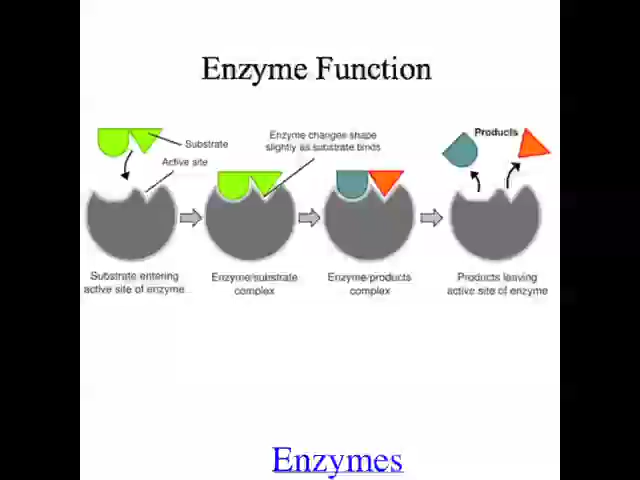 Enzyme Function
Substrate
Active site
Enzyme changes shape
slightly as substrate binds
Products
Substrate entering
active site of enzyme
Enzyme/substrate
complex
Enzyme/products
complex
Products leaving
active site of enzyme
Enzymes